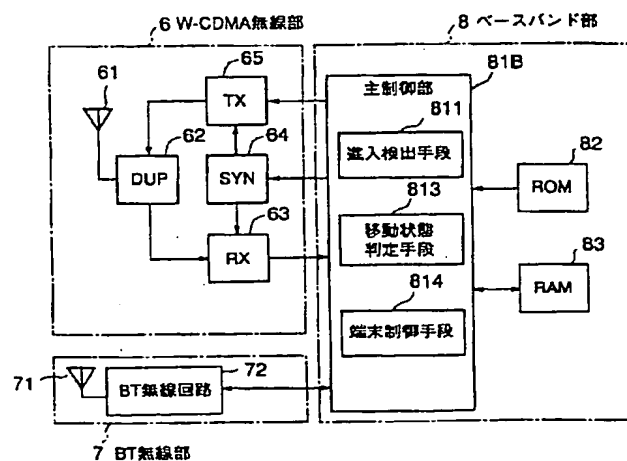 6 W-CDMA無線部
8 ベースバンド部
61
65
TX
81B
主制御部
62
64
811
DUP
SYN
進入検出手段
82
ROM
63
813
RX
移動状態
判定手段
83
RAM
814
端末制御手段
71
72
BT無線回路
7 BT無線部